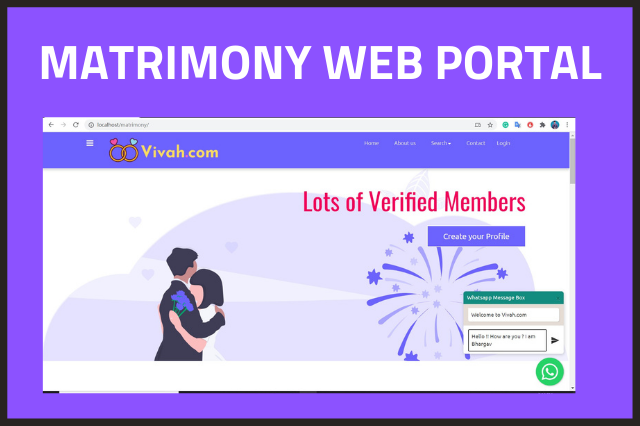 MATRIMONY WEB PORTAL
localhost/matrimony/
Vivah.com
Home About us Search Contact Login
Lots of Verified Members
Create your Profile
Whatsapp Message Box
Welcome to Vivah.com
Hello !! How are you ? I am
Bhargav